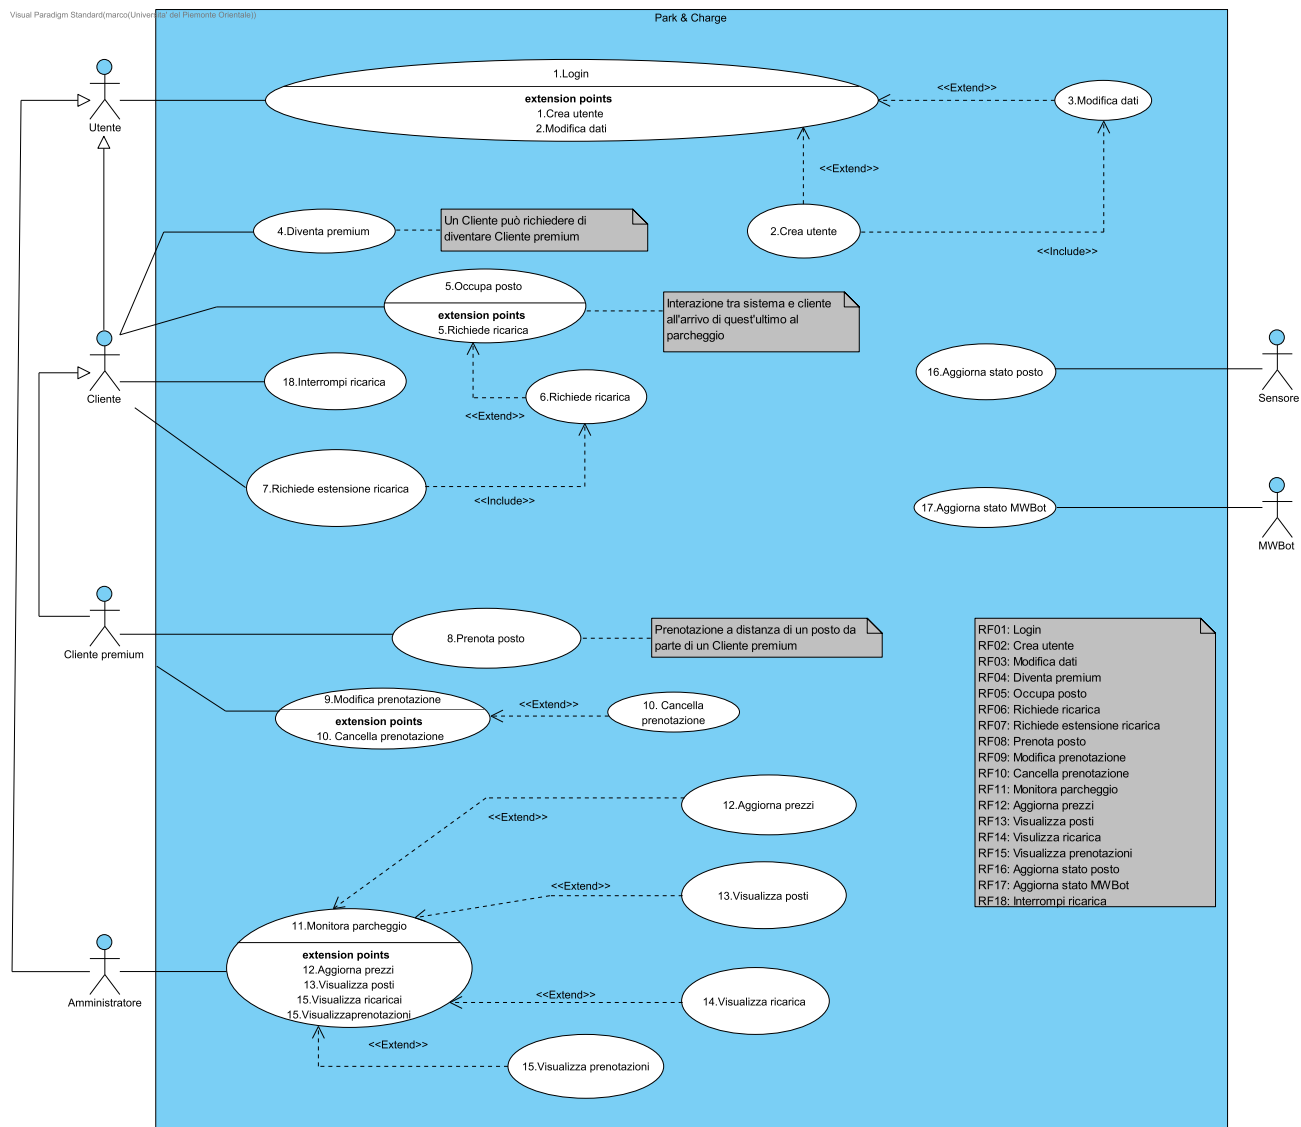 Visual Paradigm Standard(marco(Universita' del Piemonte Orientale))
Park & Charge
1.Login
extension points
1.Crea utente
2.Modifica dati
<<Extend>>
3.Modifica dati
Utente
<<Extend>>
4.Diventa premium
Un Cliente può richiedere di
diventare Cliente premium
2.Crea utente
<<Include>>
5.Occupa posto
extension points
5.Richiede ricarica
Interazione tra sistema e cliente
all'arrivo di quest'ultimo al
parcheggio
Cliente
18.Interrompi ricarica
6.Richiede ricarica
<<Extend>>
16.Aggiorna stato posto
Sensore
7.Richiede estensione ricarica
<<Include>>
17.Aggiorna stato MWBot
MWBot
Cliente premium
8.Prenota posto
Prenotazione a distanza di un posto da
parte di un Cliente premium
9.Modifica prenotazione
extension points
10. Cancella prenotazione
<<Extend>>
10. Cancella
prenotazione
RF01: Login
RF02: Crea utente
RF03: Modifica dati
RF04: Diventa premium
RF05: Occupa posto
RF06: Richiede ricarica
RF07: Richiede estensione ricarica
RF08: Prenota posto
RF09: Modifica prenotazione
RF10: Cancella prenotazione
RF11: Monitora parcheggio
RF12: Aggiorna prezzi
RF13: Visualizza posti
RF14: Visulizza ricarica
RF15: Visualizza prenotazioni
RF16: Aggiorna stato posto
RF17: Aggiorna stato MWBot
RF18: Interrompi ricarica
12.Aggiorna prezzi
<<Extend>>
13.Visualizza posti
<<Extend>>
11.Monitora parcheggio
extension points
12.Aggiorna prezzi
13.Visualizza posti
15.Visualizza ricaricai
15.Visualizzaprenotazioni
Amministratore
<<Extend>>
14.Visualizza ricarica
<<Extend>>
15.Visualizza prenotazioni